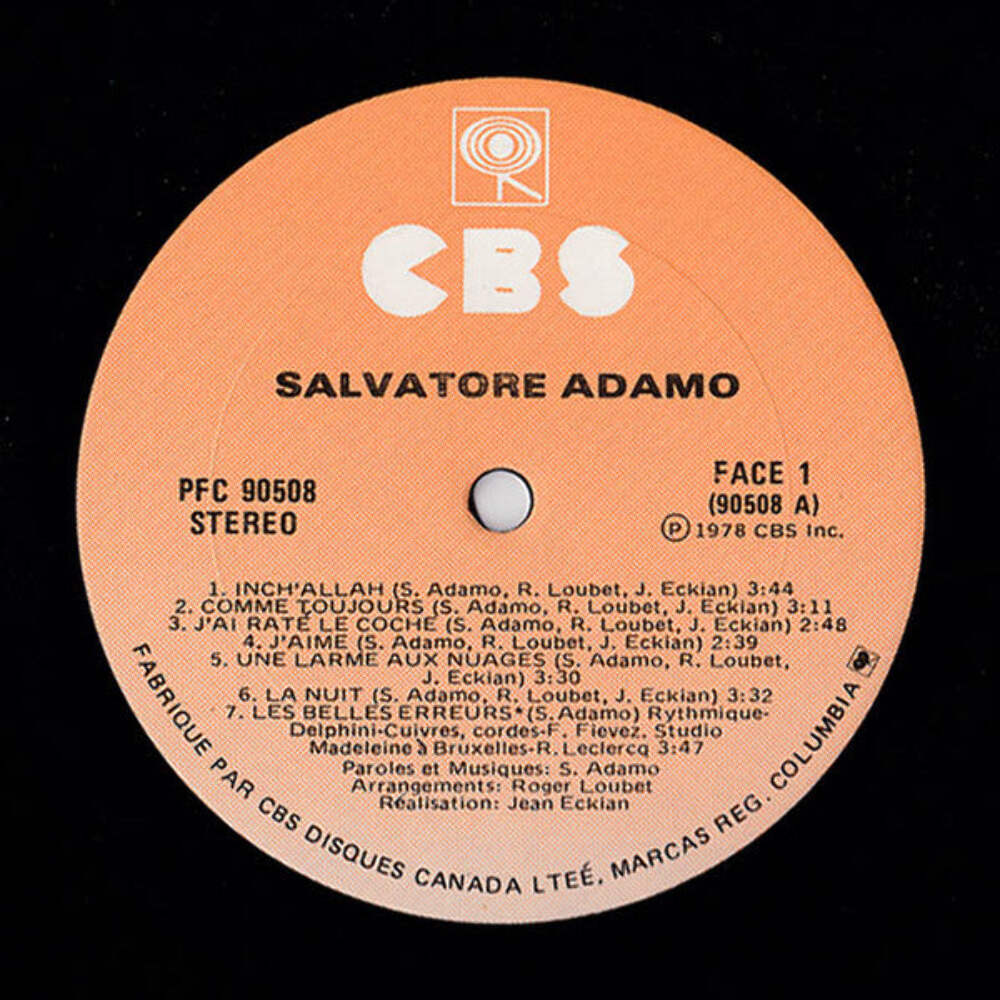 CBS
SALVATORE ADAMO
PFC 90508
STEREO
FACE 1
(90508 A)
Ⓟ 1978 CBS Inc.
1. INCH'ALLAH (S. Adamo, R. Loubet, J. Eckian) 3:44
2. COMME TOUJOURS (S. Adamo, R. Loubet, J. Eckian) 3:11
3. J'AI RATE LE COCHE (S. Adamo, R. Loubet, J. Eckian) 2:48
4. J'AIME (S. Adamo, R. Loubet, J. Eckian) 2:39
5. UNE LARME AUX NUAGES (S. Adamo, R. Loubet,
J. Eckian) 3:30
6. LA NUIT (S. Adamo, R. Loubet, J. Eckian) 3:32
7. LES BELLES ERREURS* (S. Adamo) Rythmique-
Delphini-Cuivres, cordes-F. Fievez. Studio
Madeleine à Bruxelles-R. Leclercq 3:47
Paroles et Musiques: S. Adamo
Arrangements: Roger Loubet
Réalisation: Jean Eckian
FABRIQUE PAR CBS DISQUES CANADA LTEÉ. MARCAS REG. COLUMBIA